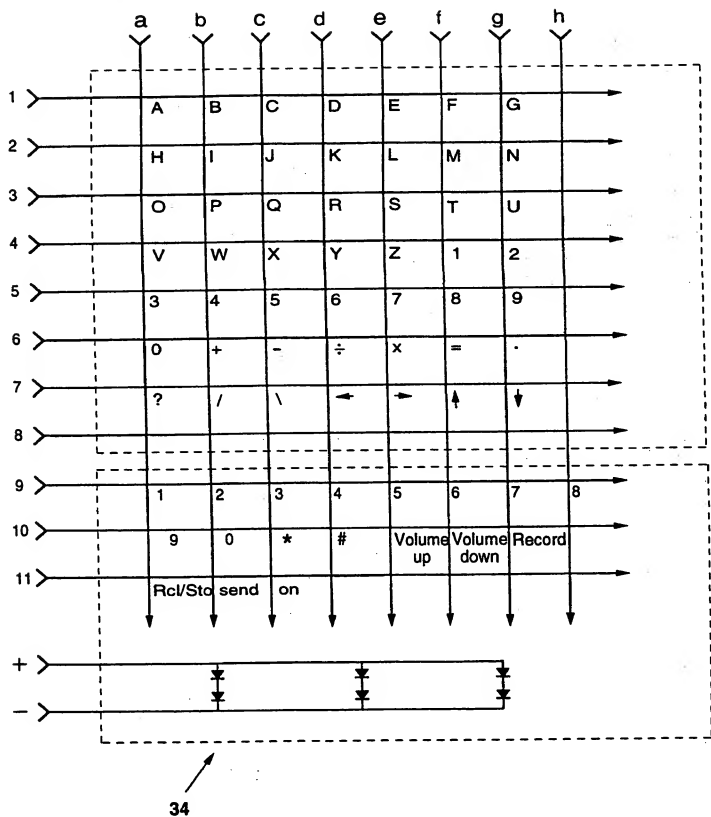 a b c d e f g h
1 A B C D E F G
2 H I J K L M N
3 O P Q R S T U
4 V W X Y Z 1 2
5 3 4 5 6 7 8 9
6 0 + - ÷ × = ·
7 ? / \ ← → ↑ ↓
8
9 1 2 3 4 5 6 7 8
10 9 0 * # Volume up Volume down Record
11 Rcl/Sto send on
+
−
34